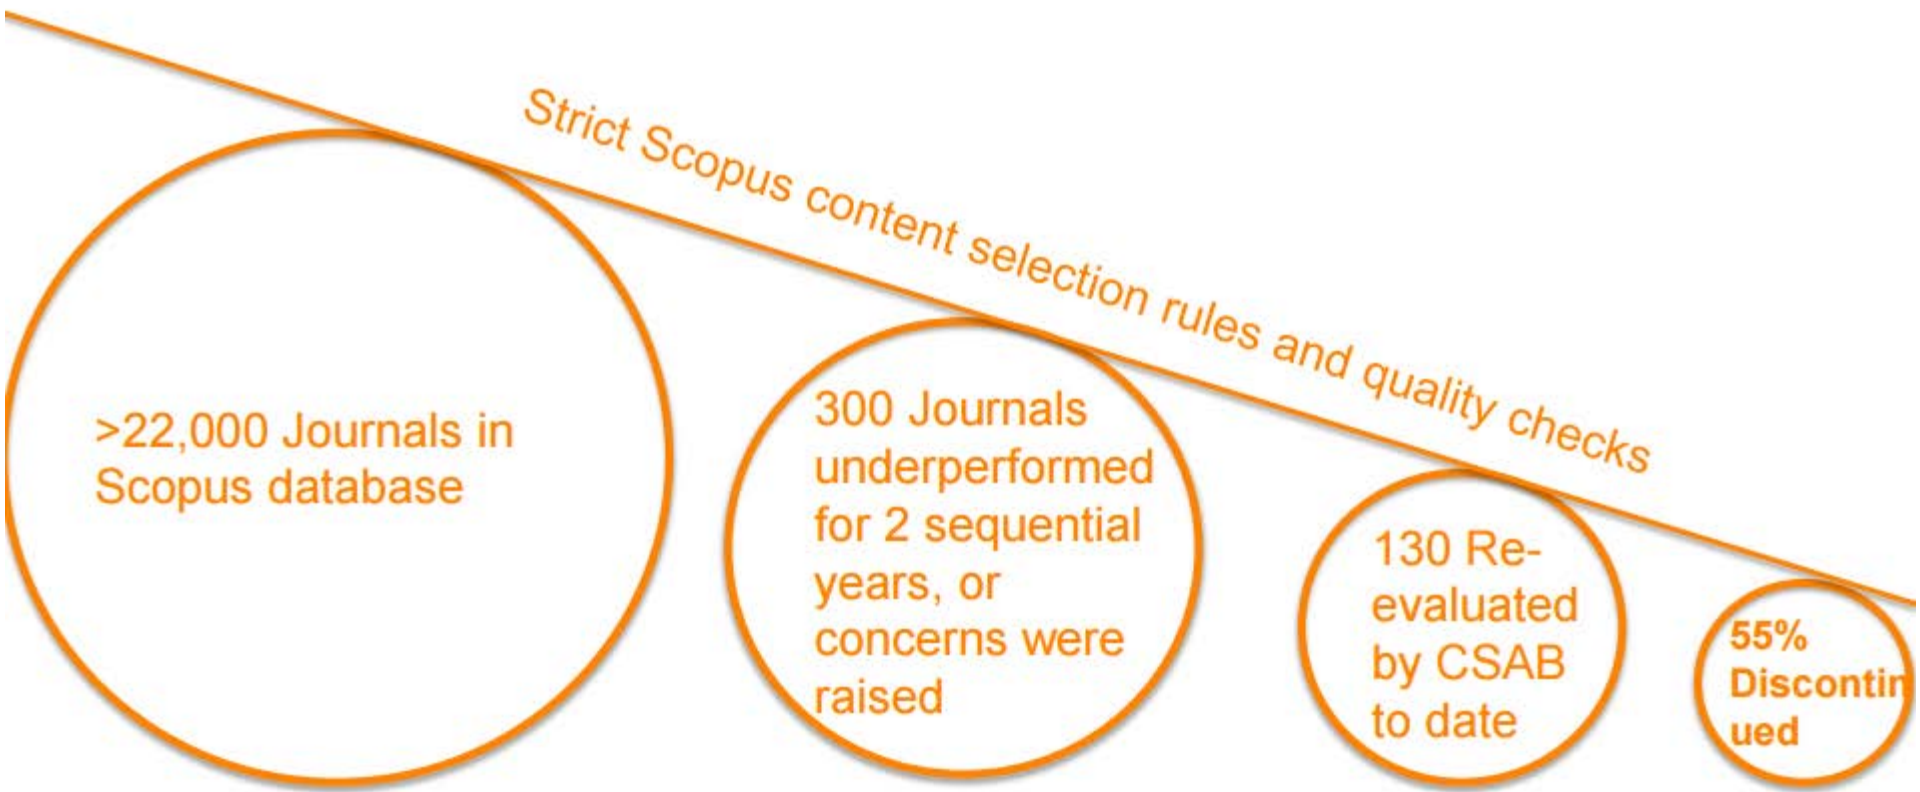 Strict Scopus content selection rules and quality checks
>22,000 Journals in
Scopus database
300 Journals
underperformed
for 2 sequential
years, or
concerns were
raised
130 Re-
evaluated
by CSAB
to date
55%
Discontin
ued